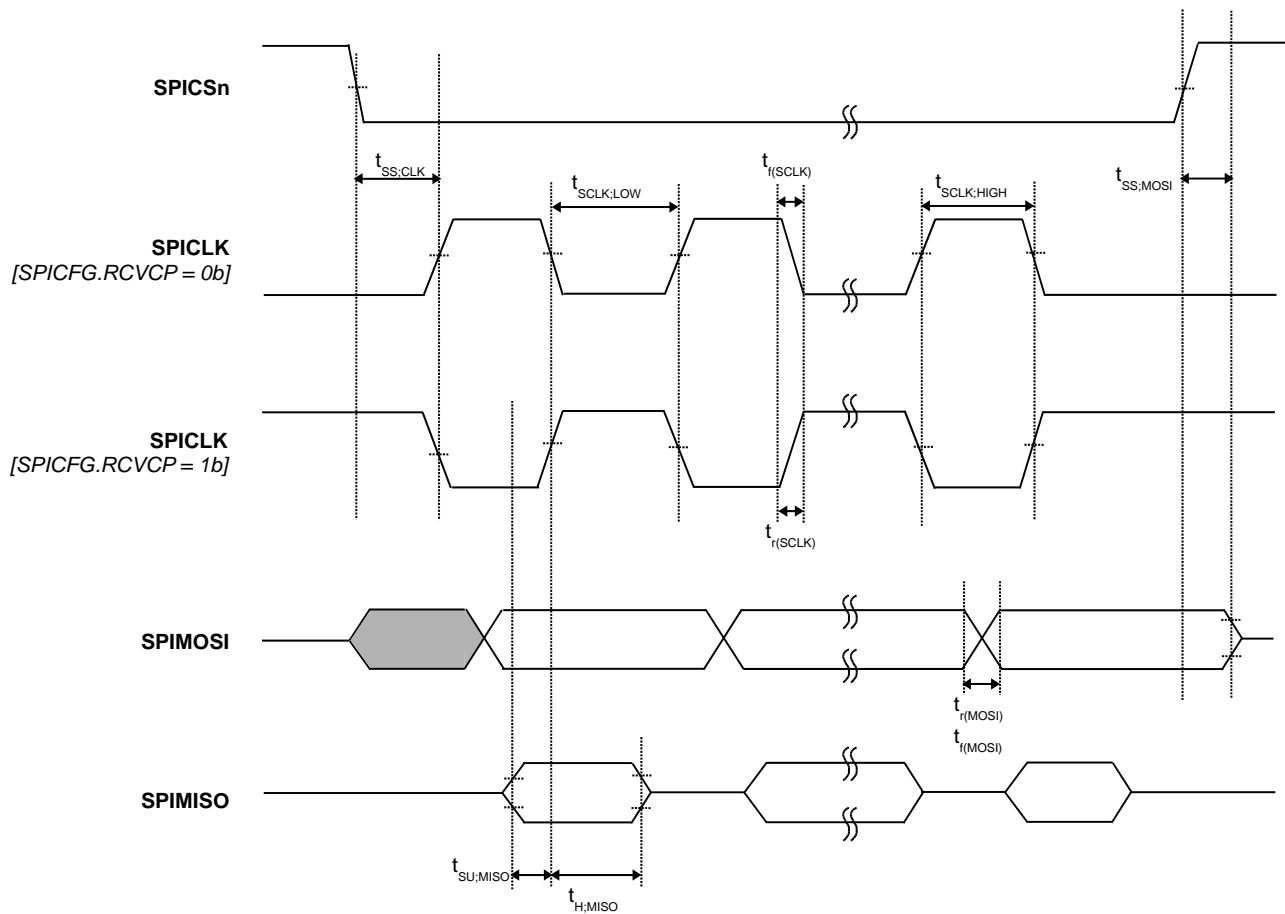 SPICSn
tSS;CLK
tSCLK;LOW
tf(SCLK)
tSCLK;HIGH
tSS;MOSI
SPICLK
[SPICFG.RCVCP = 0b]
SPICLK
[SPICFG.RCVCP = 1b]
tr(SCLK)
SPIMOSI
tr(MOSI)
tf(MOSI)
SPIMISO
tSU;MISO
tH;MISO